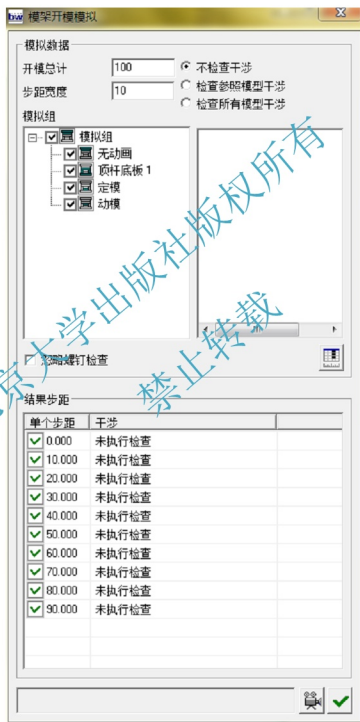 bw 模架开模模拟
模拟数据
开模总计 100 不检查干涉
步距宽度 10 检查参照模型干涉
检查所有模型干涉
模拟组
模拟组
无动画
顶杆底板 1
定模
动模
忽略螺钉检查
结果步距
单个步距 干涉
0.000 未执行检查
10.000 未执行检查
20.000 未执行检查
30.000 未执行检查
40.000 未执行检查
50.000 未执行检查
60.000 未执行检查
70.000 未执行检查
80.000 未执行检查
90.000 未执行检查
京大学出版社版权所有
禁止转载